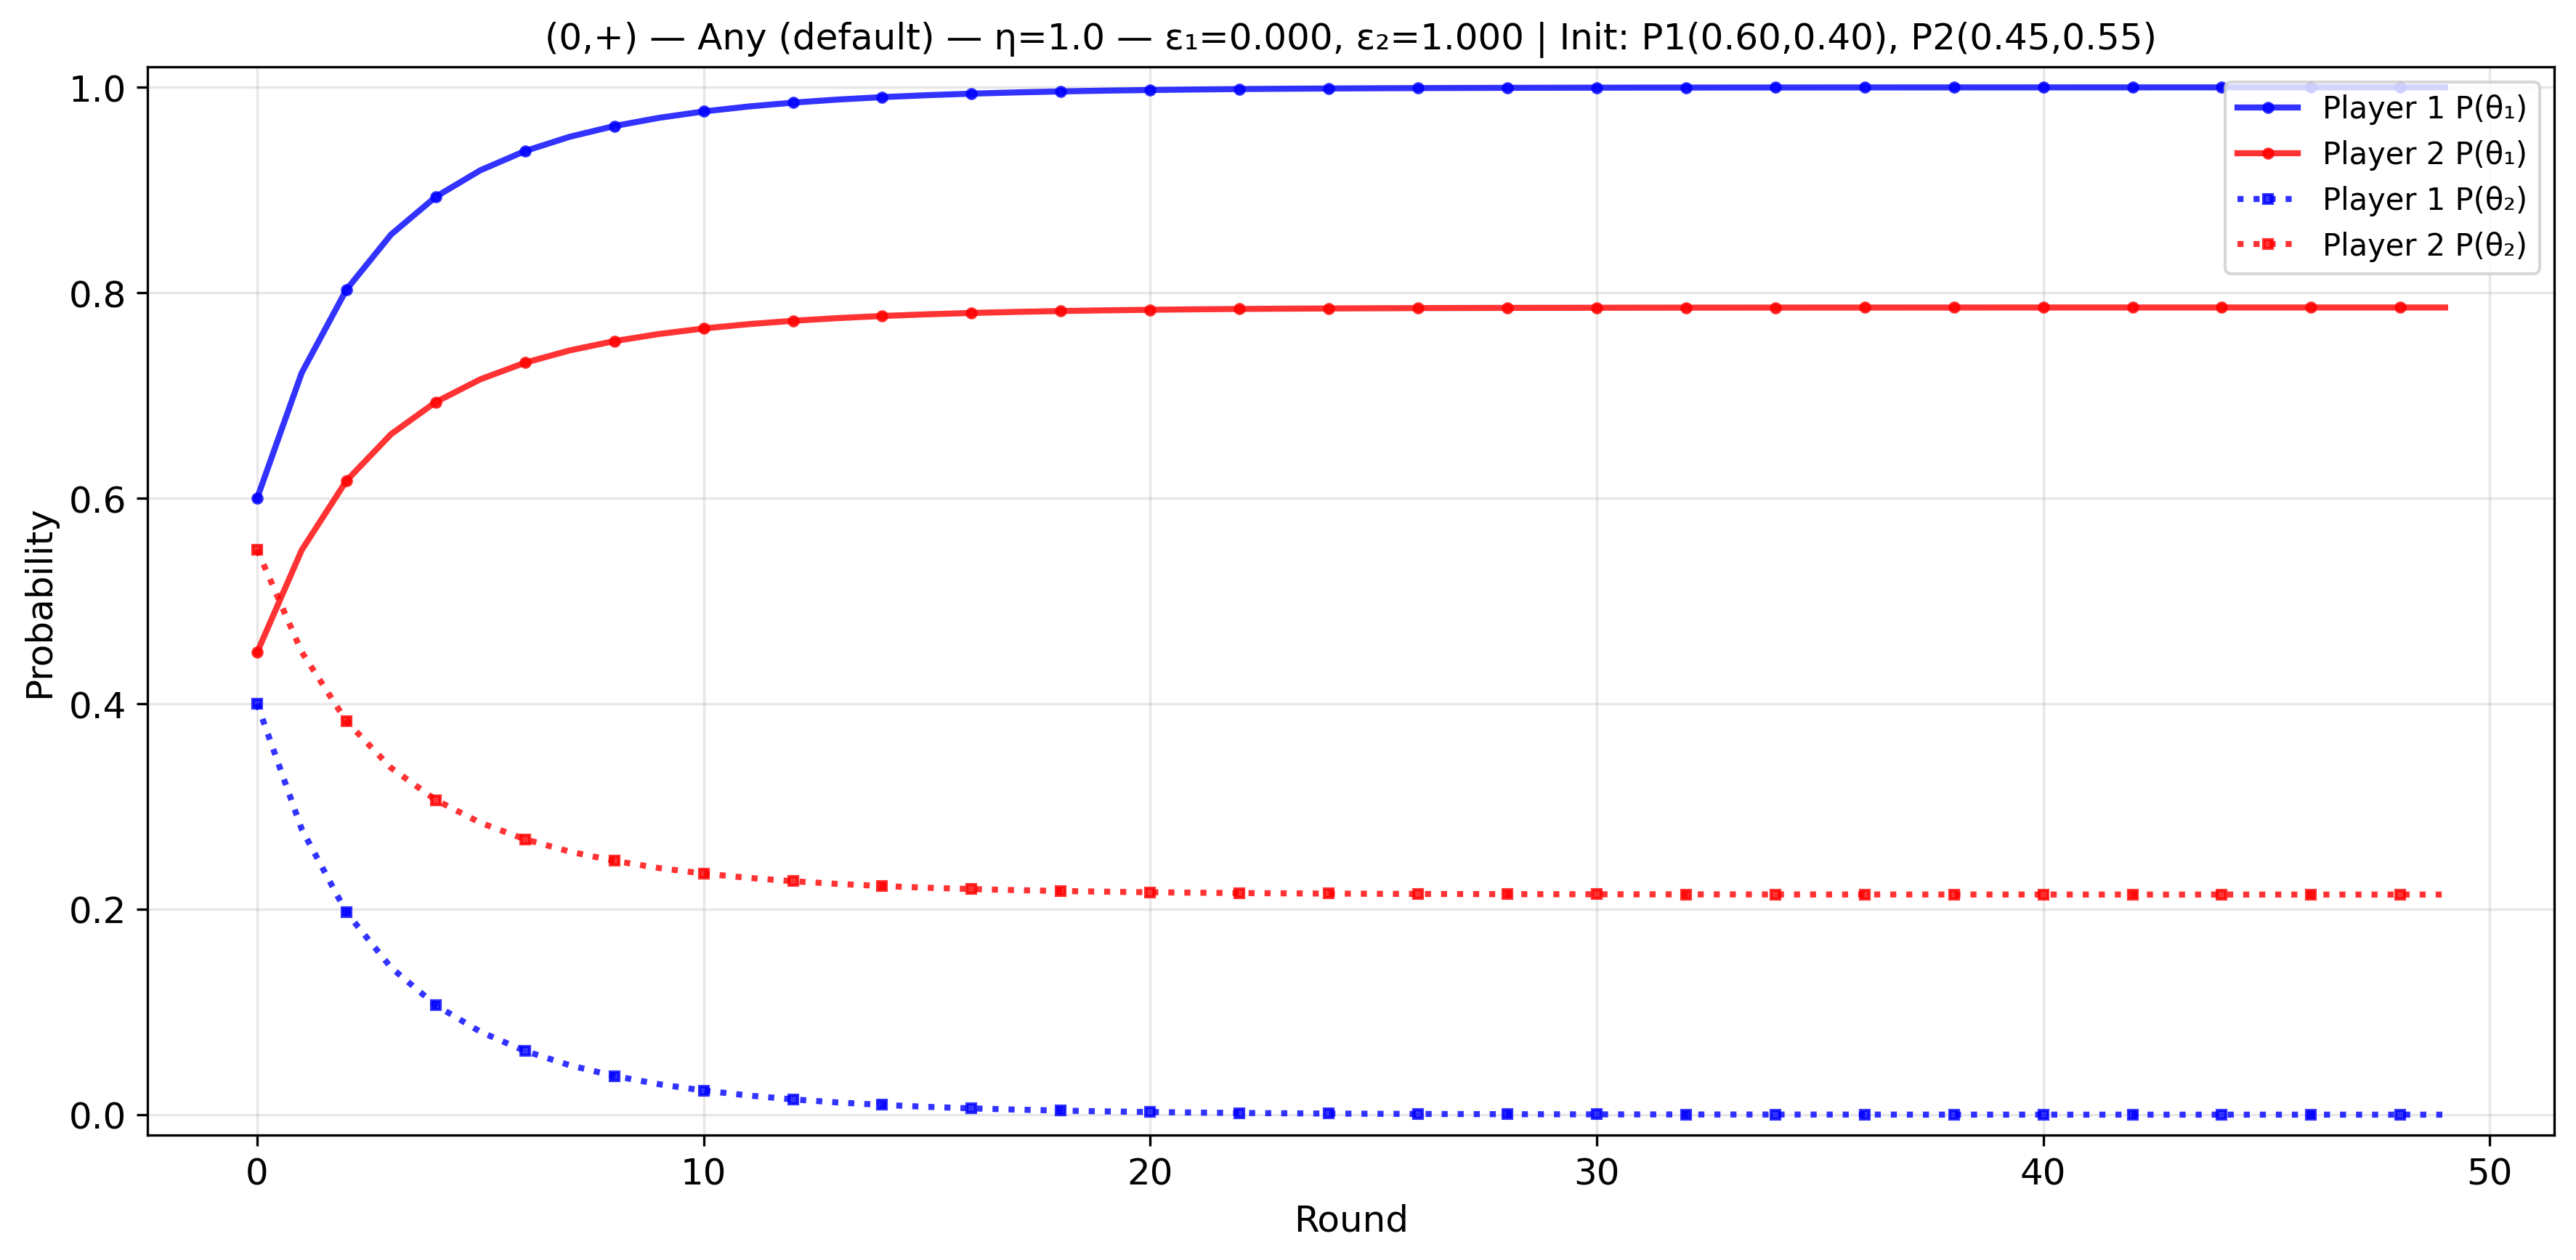 (0,+) — Any (default) — η=1.0 — ε₁=0.000, ε₂=1.000 | Init: P1(0.60,0.40), P2(0.45,0.55)
1.0
0.8
0.6
0.4
0.2
0.0
Probability
Player 1 P(θ₁)
Player 2 P(θ₁)
Player 1 P(θ₂)
Player 2 P(θ₂)
0 10 20 30 40 50
Round